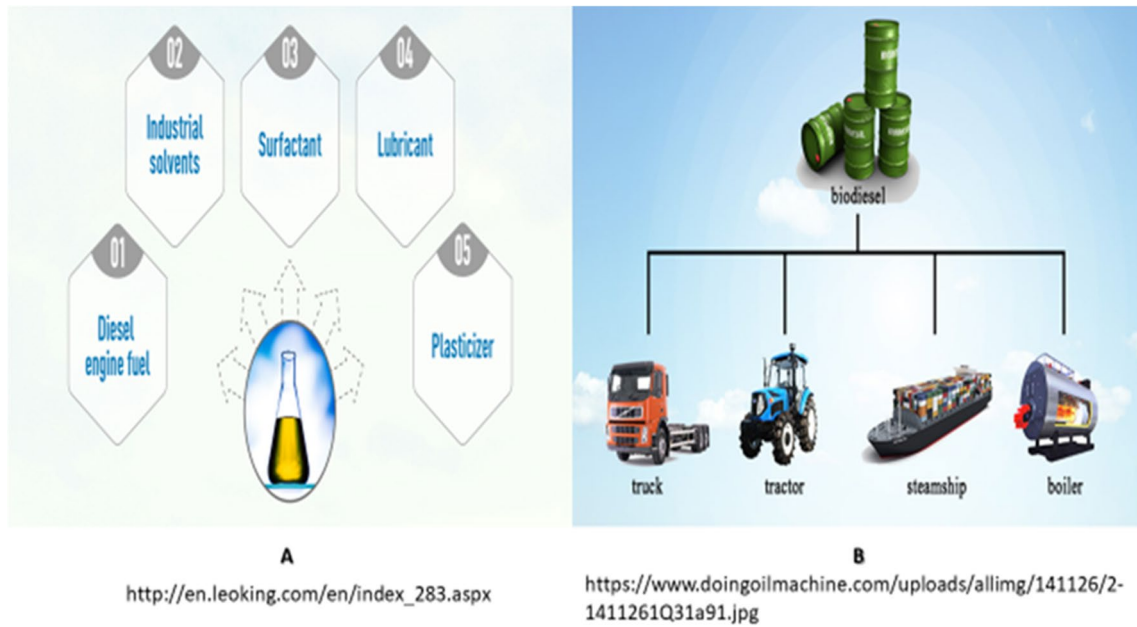 02
03
04
Industrial
solvents
Surfactant
Lubricant
01
05
Diesel
engine fuel
Plasticizer
biodiesel
truck
tractor
steamship
boiler
A
B
http://en.leoking.com/en/index_283.aspx
https://www.doingoilmachine.com/uploads/allimg/141126/2-
1411261Q31a91.jpg